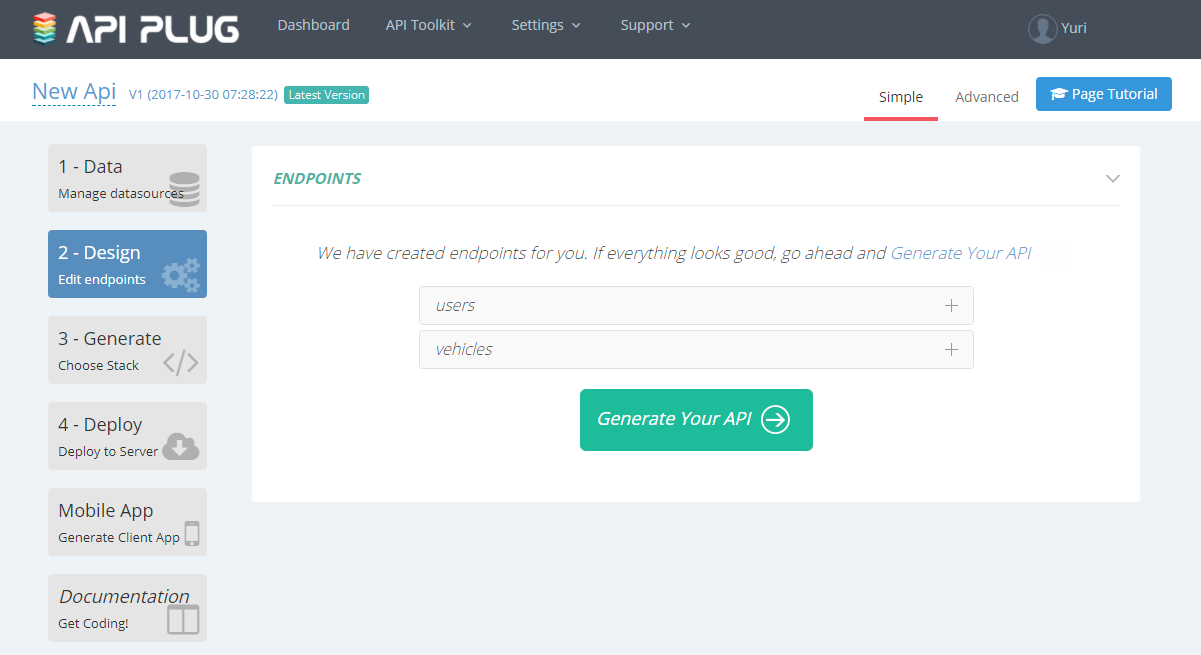 API PLUG
Dashboard
API Toolkit
Settings
Support
Yuri
New Api V1 (2017-10-30 07:28:22) Latest Version
Simple
Advanced
Page Tutorial
1 - Data
Manage datasources
2 - Design
Edit endpoints
3 - Generate
Choose Stack
4 - Deploy
Deploy to Server
Mobile App
Generate Client App
Documentation
Get Coding!
ENDPOINTS
We have created endpoints for you. If everything looks good, go ahead and Generate Your API
users
vehicles
Generate Your API